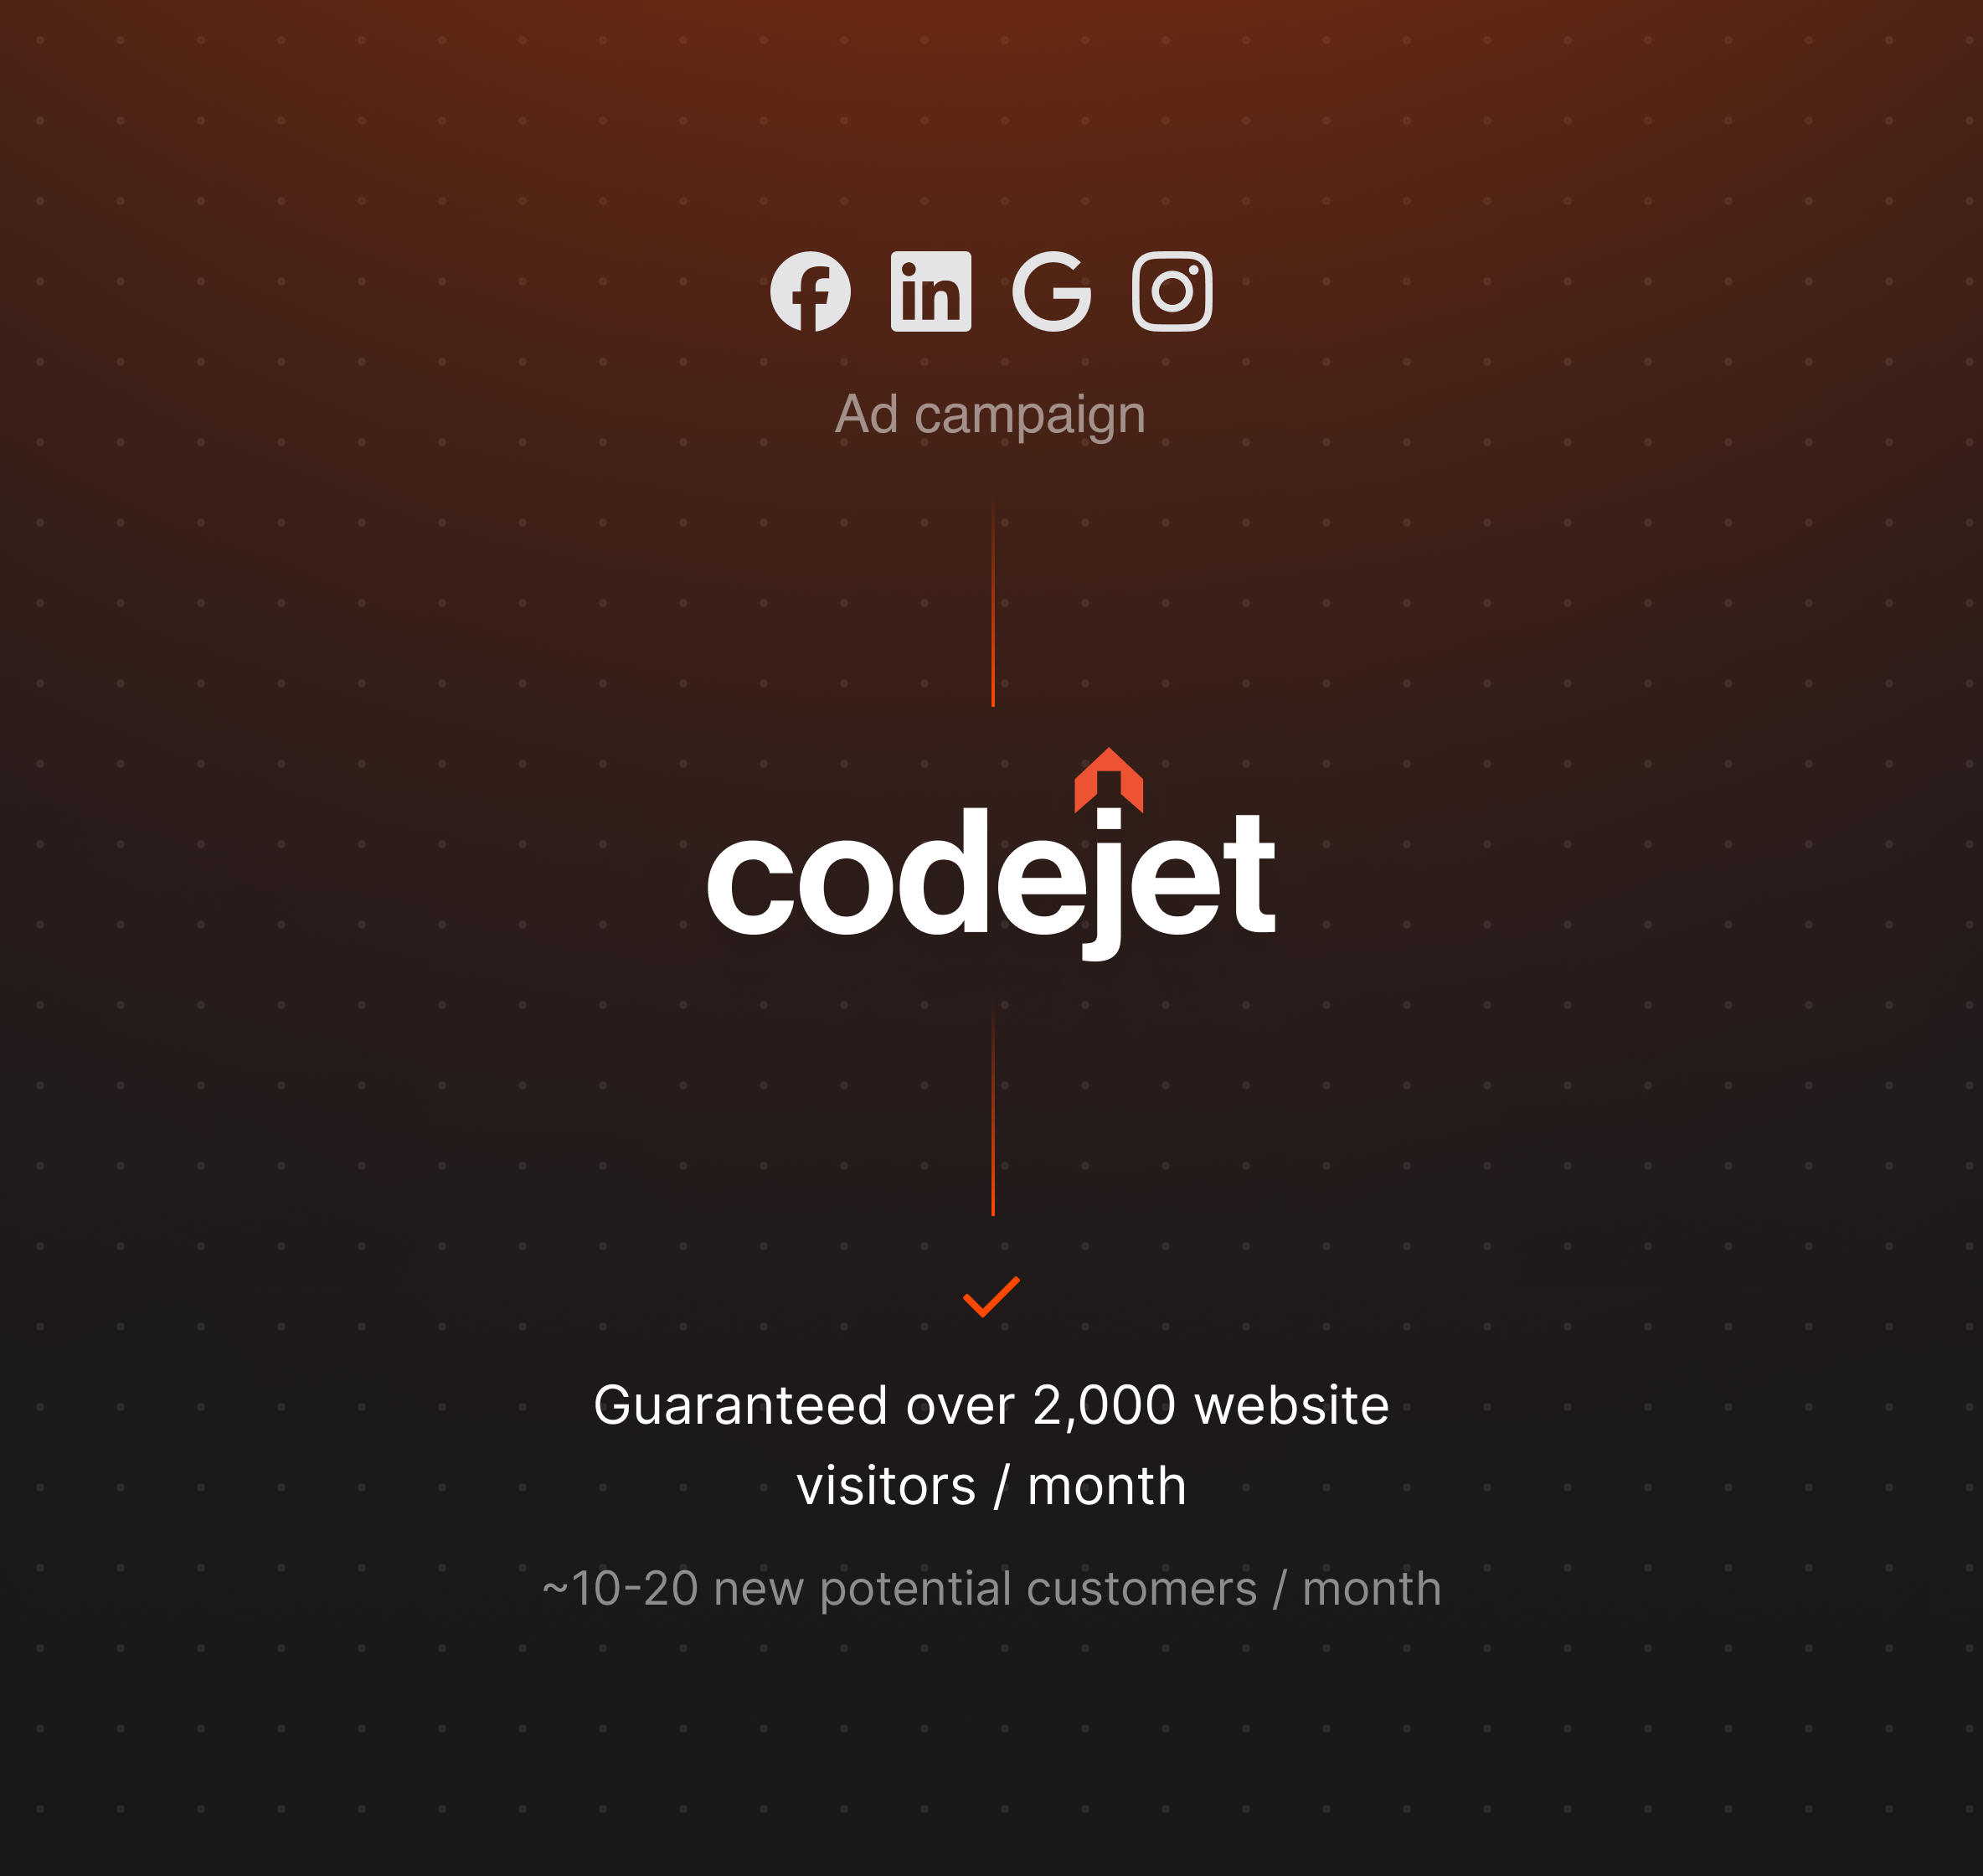 Ad campaign
codejet
Guaranteed over 2,000 website
visitors / month
~10-20 new potential customers / month